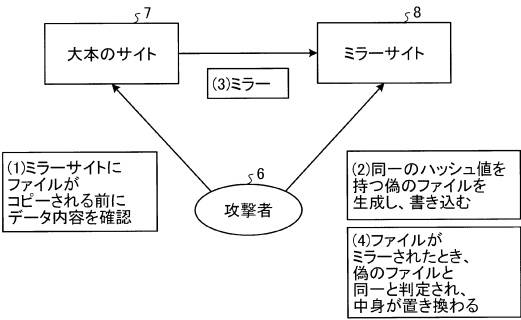 7
8
大本のサイト
ミラーサイト
(3)ミラー
(1)ミラーサイトに
ファイルが
コピーされる前に
データ内容を確認
6
攻撃者
(2)同一のハッシュ値を
持つ偽のファイルを
生成し、書き込む
(4)ファイルが
ミラーされたとき、
偽のファイルと
同一と判定され、
中身が置き換わる